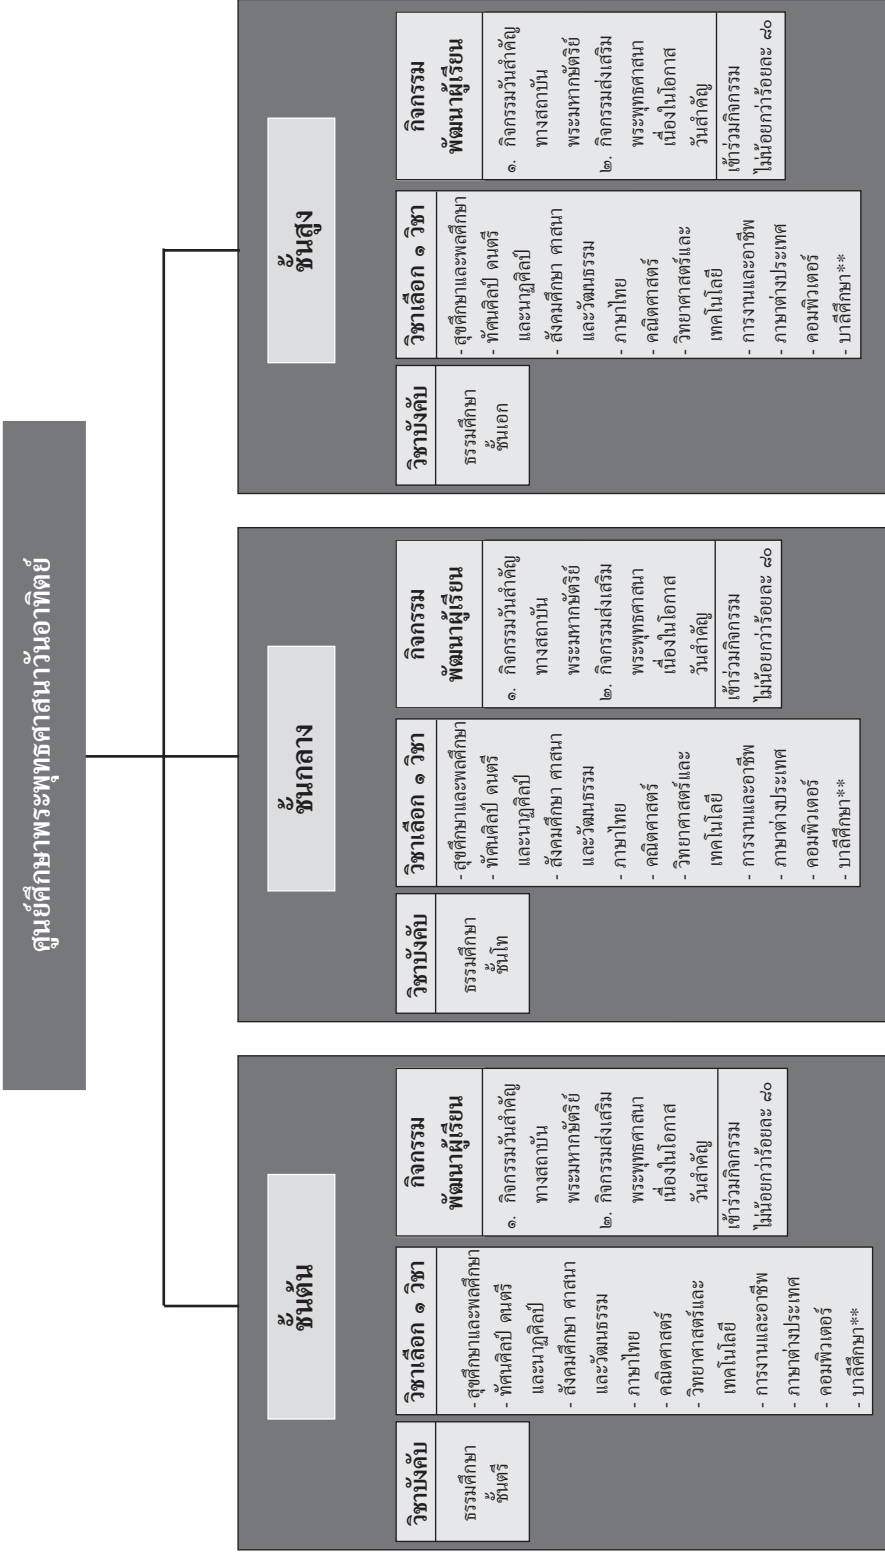 ศูนย์ศึกษาพระพุทธศาสนาวันอาทิตย์
ชั้นต้น
วิชาบังคับ
ธรรมศึกษา
ชั้นตรี
วิชาเลือก ๑ วิชา
- สุขศึกษาและพลศึกษา
- ทัศนศิลป์ ดนตรี
และนาฏศิลป์
- สังคมศึกษา ศาสนา
และวัฒนธรรม
- ภาษาไทย
- คณิตศาสตร์
- วิทยาศาสตร์และ
เทคโนโลยี
- การงานและอาชีพ
- ภาษาต่างประเทศ
- คอมพิวเตอร์
- บาลีศึกษา**
กิจกรรม
พัฒนาผู้เรียน
๑. กิจกรรมวันสำคัญ
ทางสถาบัน
พระมหากษัตริย์
๒. กิจกรรมส่งเสริม
พระพุทธศาสนา
เนื่องในโอกาส
วันสำคัญ
เข้าร่วมกิจกรรม
ไม่น้อยกว่าร้อยละ ๘๐
ชั้นกลาง
วิชาบังคับ
ธรรมศึกษา
ชั้นโท
วิชาเลือก ๑ วิชา
- สุขศึกษาและพลศึกษา
- ทัศนศิลป์ ดนตรี
และนาฏศิลป์
- สังคมศึกษา ศาสนา
และวัฒนธรรม
- ภาษาไทย
- คณิตศาสตร์
- วิทยาศาสตร์และ
เทคโนโลยี
- การงานและอาชีพ
- ภาษาต่างประเทศ
- คอมพิวเตอร์
- บาลีศึกษา**
กิจกรรม
พัฒนาผู้เรียน
๑. กิจกรรมวันสำคัญ
ทางสถาบัน
พระมหากษัตริย์
๒. กิจกรรมส่งเสริม
พระพุทธศาสนา
เนื่องในโอกาส
วันสำคัญ
เข้าร่วมกิจกรรม
ไม่น้อยกว่าร้อยละ ๘๐
ชั้นสูง
วิชาบังคับ
ธรรมศึกษา
ชั้นเอก
วิชาเลือก ๑ วิชา
- สุขศึกษาและพลศึกษา
- ทัศนศิลป์ ดนตรี
และนาฏศิลป์
- สังคมศึกษา ศาสนา
และวัฒนธรรม
- ภาษาไทย
- คณิตศาสตร์
- วิทยาศาสตร์และ
เทคโนโลยี
- การงานและอาชีพ
- ภาษาต่างประเทศ
- คอมพิวเตอร์
- บาลีศึกษา**
กิจกรรม
พัฒนาผู้เรียน
๑. กิจกรรมวันสำคัญ
ทางสถาบัน
พระมหากษัตริย์
๒. กิจกรรมส่งเสริม
พระพุทธศาสนา
เนื่องในโอกาส
วันสำคัญ
เข้าร่วมกิจกรรม
ไม่น้อยกว่าร้อยละ ๘๐